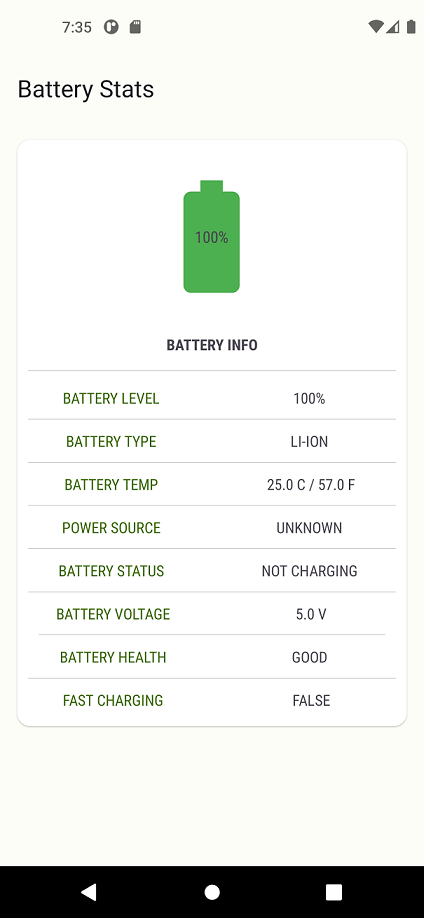 7:35
Battery Stats
100%
BATTERY INFO
BATTERY LEVEL 100%
BATTERY TYPE LI-ION
BATTERY TEMP 25.0 C / 57.0 F
POWER SOURCE UNKNOWN
BATTERY STATUS NOT CHARGING
BATTERY VOLTAGE 5.0 V
BATTERY HEALTH GOOD
FAST CHARGING FALSE